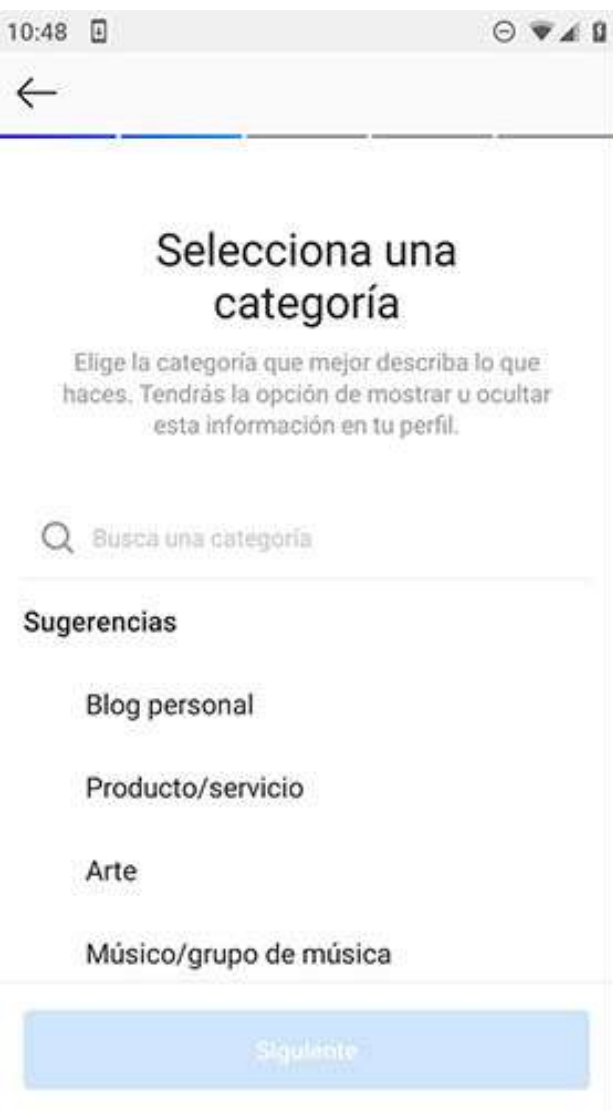 10:48
Selecciona una
categoría
Elige la categoría que mejor describa lo que
haces. Tendrás la opción de mostrar u ocultar
esta información en tu perfil.
Busca una categoría
Sugerencias
Blog personal
Producto/servicio
Arte
Músico/grupo de música
Siguiente